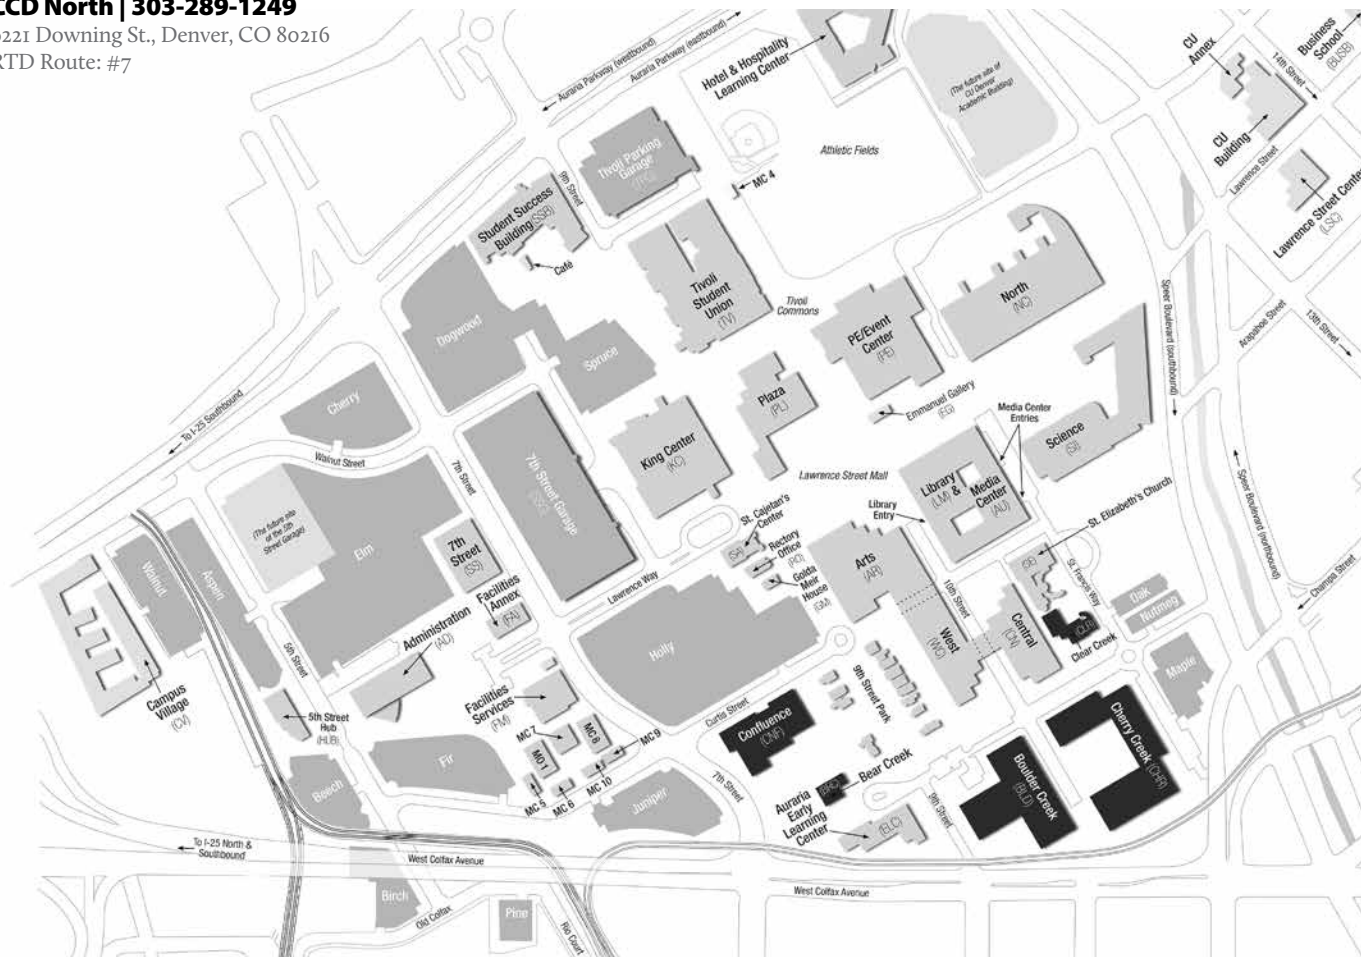 CCD North | 303-289-1249
6221 Downing St., Denver, CO 80216
RTD Route: #7
Auraria Parkway (westbound)
Auraria Parkway (eastbound)
Hotel & Hospitality
Learning Center
(The future site of
CU Denver
Academic Building)
CU
Annex
14th Street
Business
School
(BUSB)
CU
Building
Lawrence Street
Lawrence Street Center
(LSC)
Athletic Fields
MC 4
Tivoli Parking
Garage
(TPG)
9th Street
Student Success
Building (SSB)
Café
Tivoli
Student
Union
(TV)
Tivoli
Commons
North
(NC)
PE/Event
Center
(PE)
Speer Boulevard (southbound)
Arapahoe Street
13th Street
Dogwood
Spruce
Cherry
To I-25 Southbound
Walnut Street
Plaza
(PL)
Emmanuel Gallery
(EG)
Media Center
Entries
Science
(SI)
King Center
(KC)
7th Street
7th Street Garage
(SSG)
Lawrence Street Mall
Library
(LM) &
Media
Center
(AU)
Library
Entry
St. Elizabeth's Church
Speer Boulevard (northbound)
(The future site
of the 5th
Street Garage)
Elm
7th
Street
(SS)
St. Cajetan's
Center
(SA)
Rectory
Office
(RO)
Golda
Meir
House
(GM)
Arts
(AR)
(SE)
St. Francis Way
Champa Street
Walnut
Aspen
Facilities
Annex
(FA)
Lawrence Way
10th Street
Oak
Nutmeg
Administration
(AD)
5th Street
Holly
West
(WC)
Central
(CN)
(CLR)
Clear Creek
Maple
Campus
Village
(CV)
5th Street
Hub
(HUB)
Facilities
Services
(FM)
9th Street Park
Curtis Street
Confluence
(CNF)
Cherry Creek (CHR)
MC 7
MC 8
MC 9
MO 1
MC 10
MC 5
MC 6
Fir
Beech
Juniper
7th Street
Bear Creek
(BRC)
Boulder Creek
(BLD)
Auraria
Early
Learning
Center
(ELC)
9th Street
To I-25 North &
Southbound
West Colfax Avenue
West Colfax Avenue
Birch
Old Colfax
Pine
Rio Court